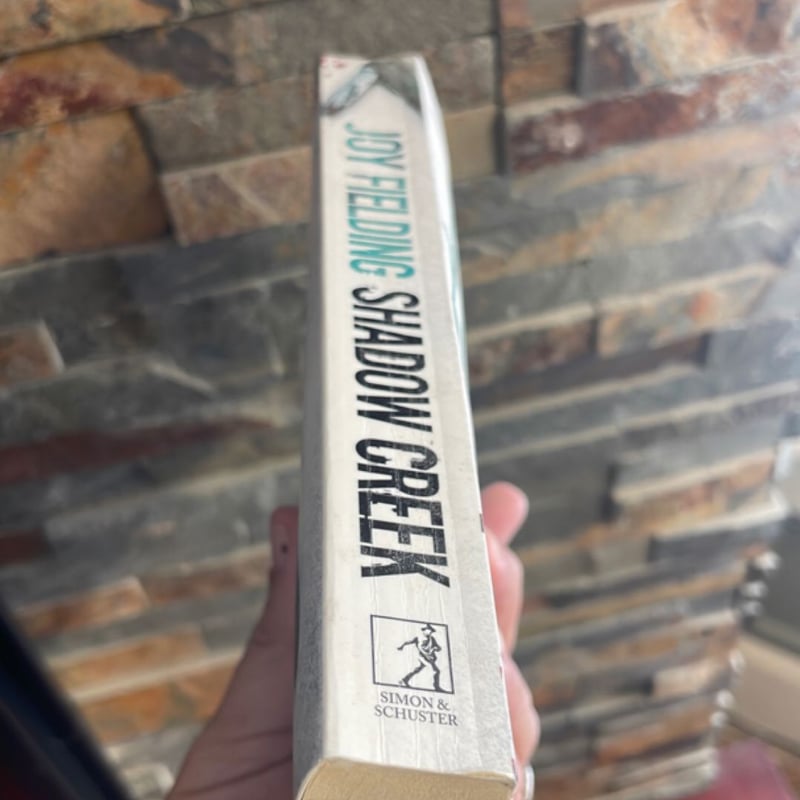 JOY FIELDING SHADOW CREEK
SIMON &
SCHUSTER